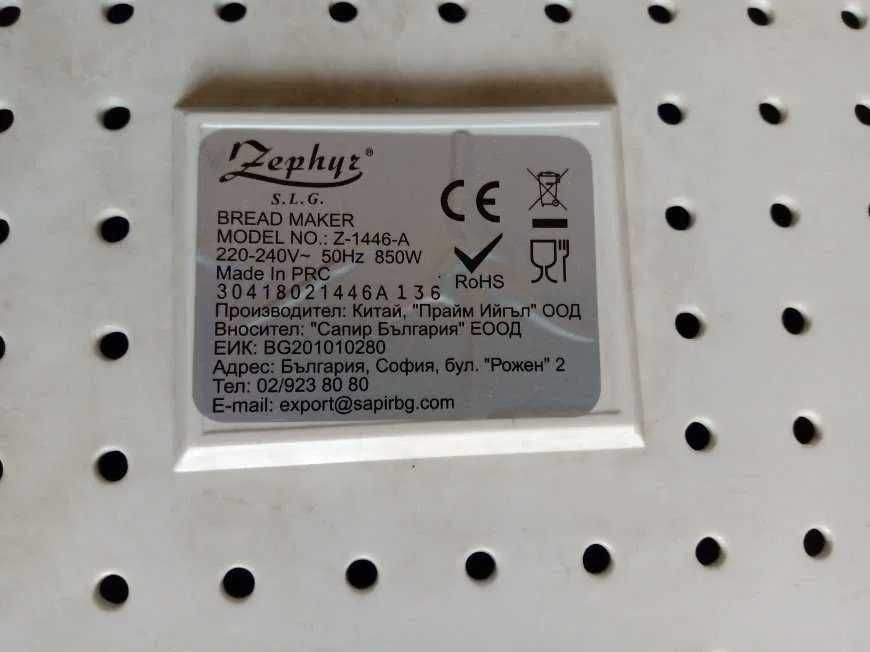 Zephyr®
S.L.G.
BREAD MAKER
MODEL NO.: Z-1446-A
220-240V~ 50Hz 850W
Made In PRC
30418021446A 136
Производител: Китай, "Прайм Ийгъл" ООД
Вносител: "Сапир България" ЕООД
ЕИК: BG201010280
Адрес: България, София, бул. "Рожен" 2
Тел: 02/923 80 80
E-mail: export@sapirbg.com
CE
RoHS